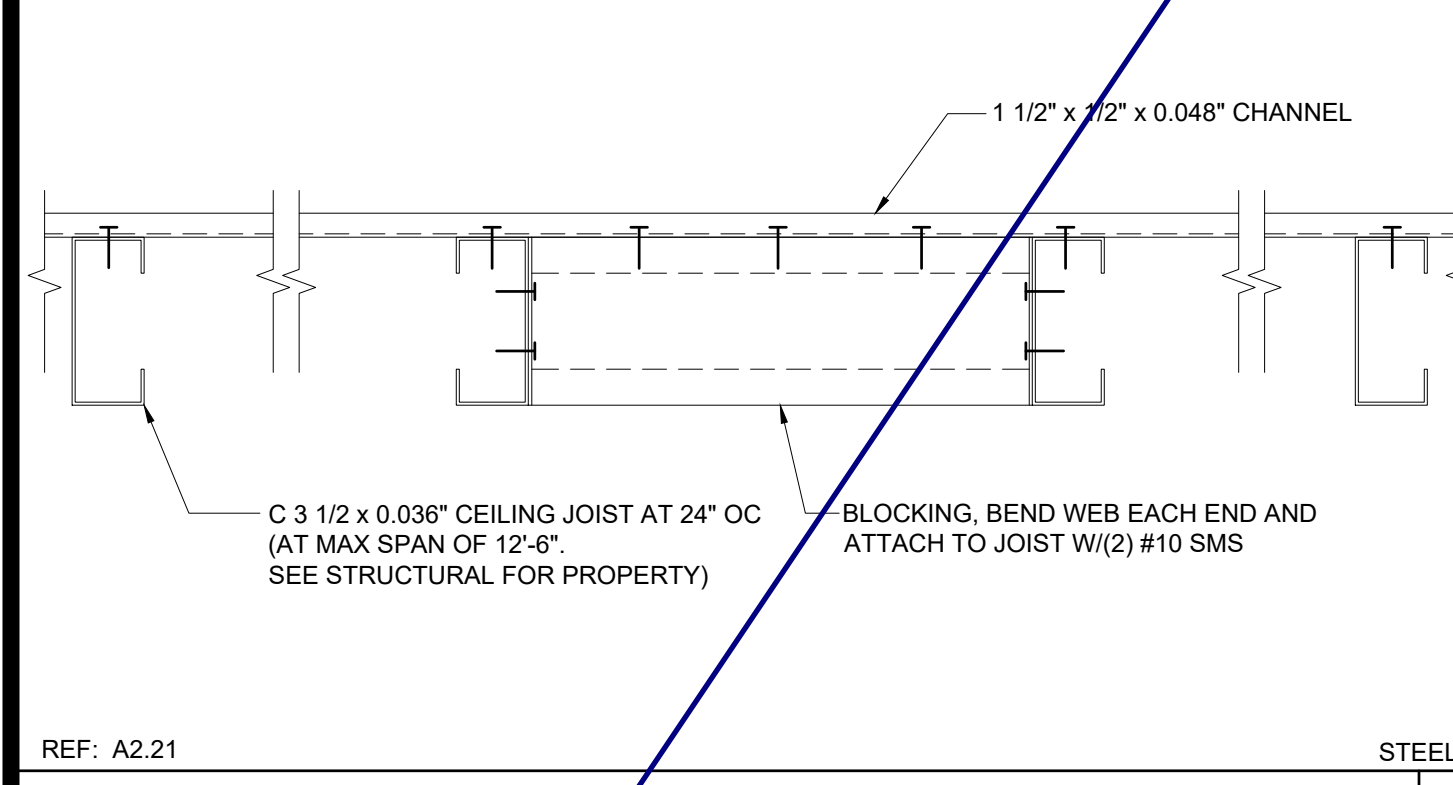 1 1/2" x 1/2" x 0.048" CHANNEL
C 3 1/2 x 0.036" CEILING JOIST AT 24" OC
(AT MAX SPAN OF 12'-6".
SEE STRUCTURAL FOR PROPERTY)
BLOCKING, BEND WEB EACH END AND
ATTACH TO JOIST W/(2) #10 SMS
REF: A2.21
STEEL